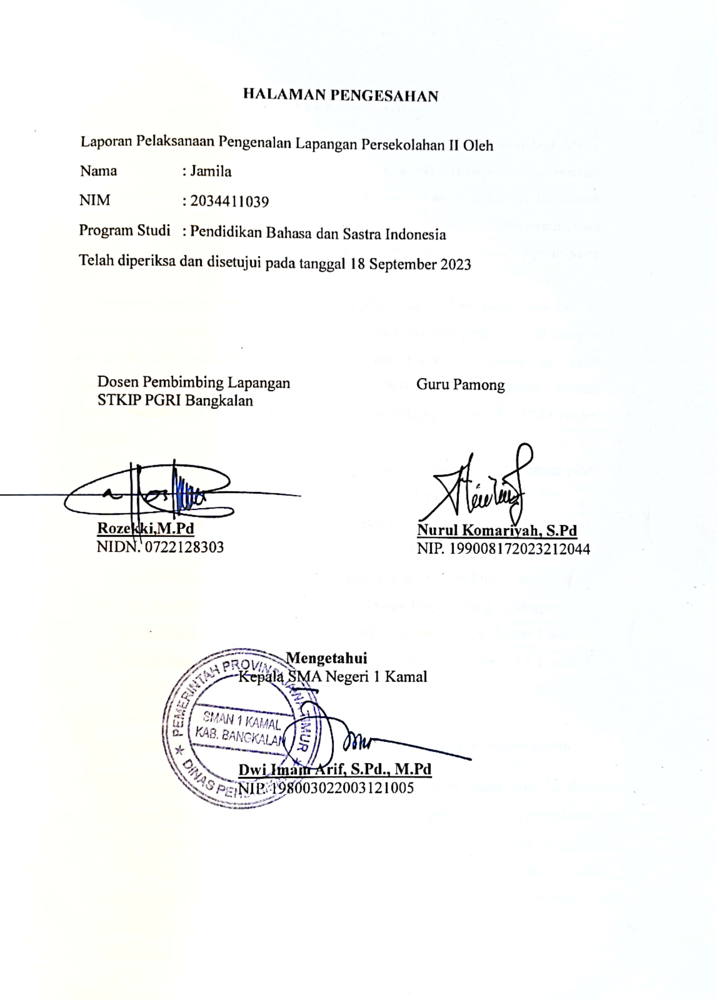 HALAMAN PENGESAHAN
Laporan Pelaksanaan Pengenalan Lapangan Persekolahan II Oleh
Nama : Jamila
NIM : 2034411039
Program Studi : Pendidikan Bahasa dan Sastra Indonesia
Telah diperiksa dan disetujui pada tanggal 18 September 2023
Dosen Pembimbing Lapangan
STKIP PGRI Bangkalan
Guru Pamong
Rozekki,M.Pd
NIDN. 0722128303
Nurul Komariyah, S.Pd
NIP. 199008172023212044
Mengetahui
Kepala SMA Negeri 1 Kamal
PEMERINTAH PROVINSI JAWA TIMUR
SMAN 1 KAMAL
KAB. BANGKALAN
DINAS
Dwi Imam Arif, S.Pd., M.Pd
NIP. 198003022003121005